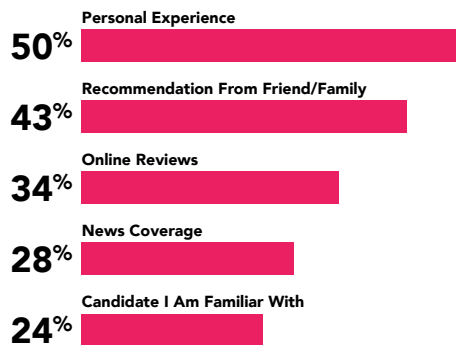 Personal Experience
50%
Recommendation From Friend/Family
43%
Online Reviews
34%
News Coverage
28%
Candidate I Am Familiar With
24%